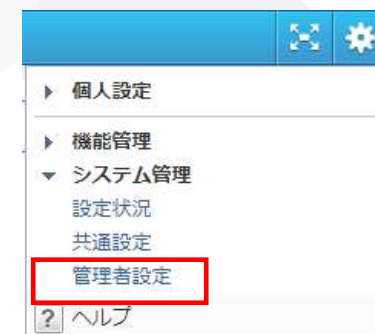 個人設定
機能管理
システム管理
設定状況
共通設定
管理者設定
? ヘルプ